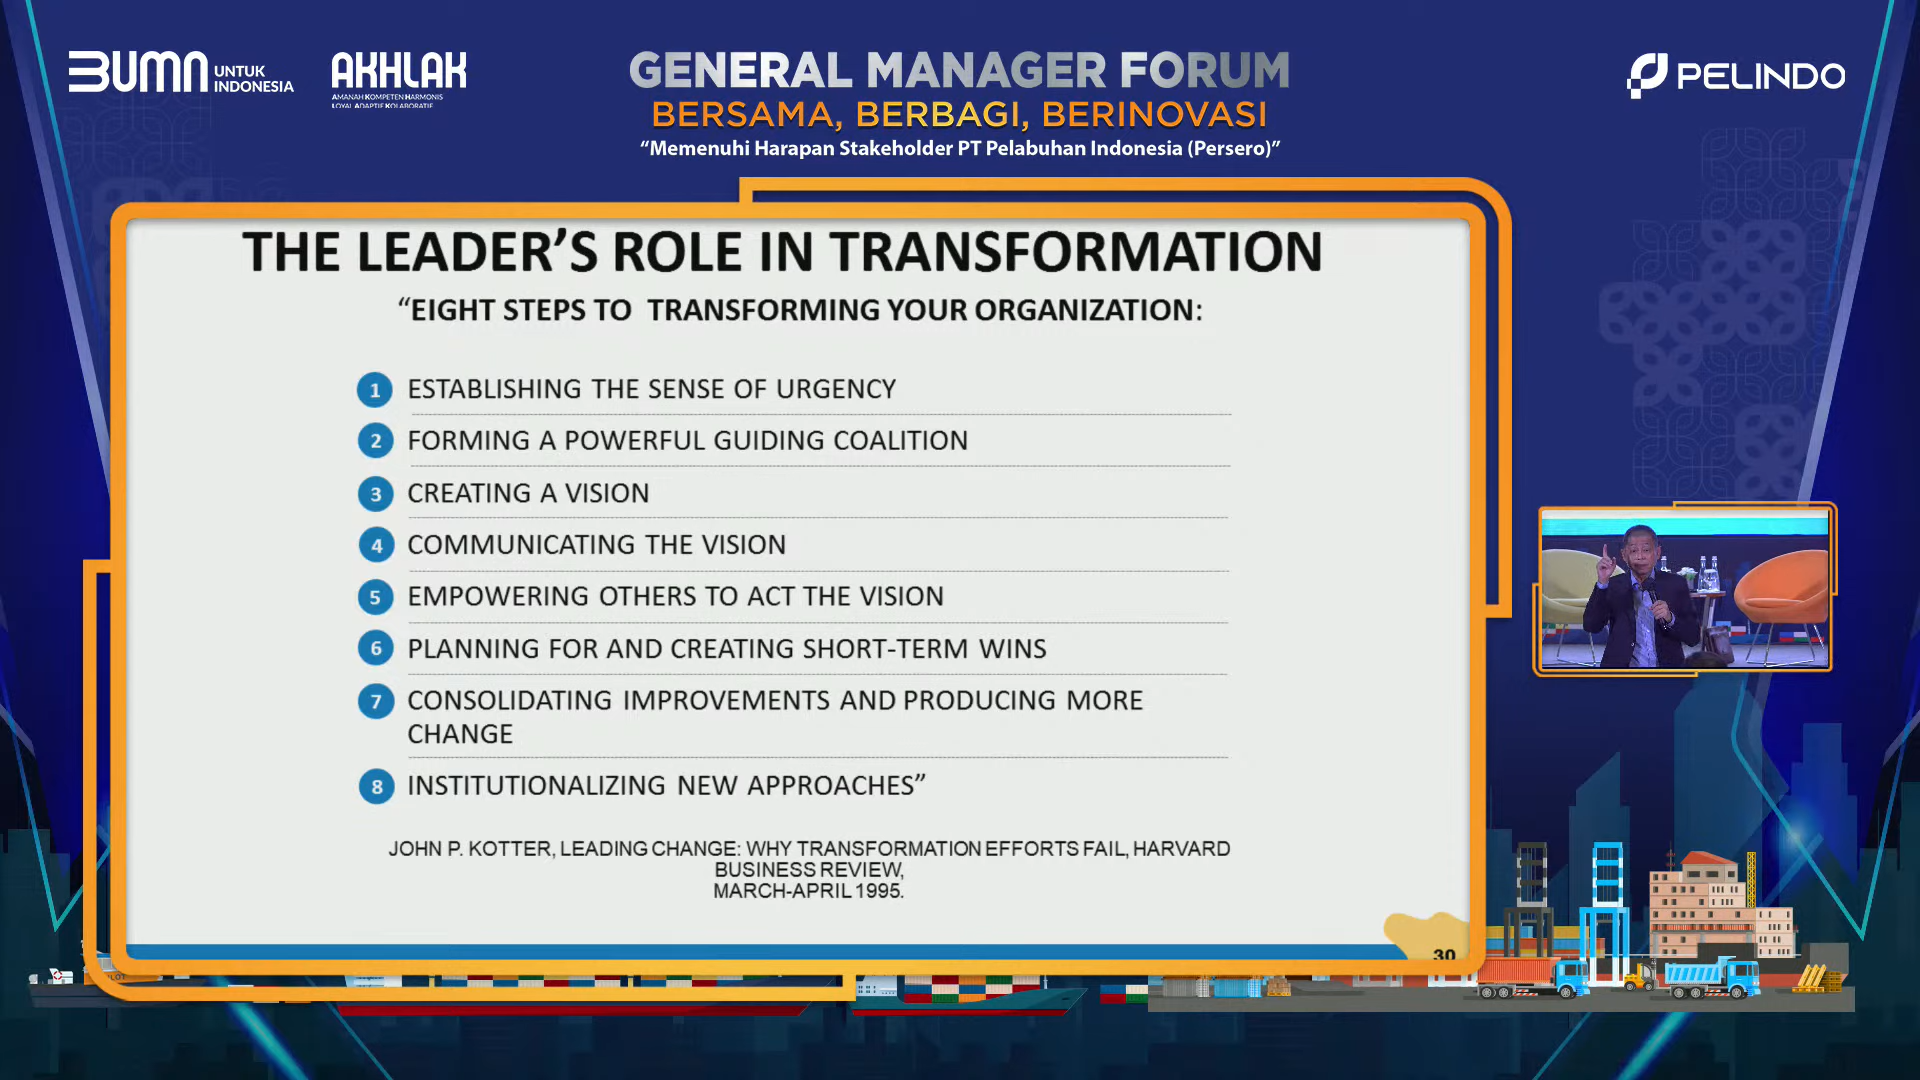 BUMN UNTUK INDONESIA
AKHLAK
AMANAH KOMPETEN HARMONIS
LOYAL ADAPTIF KOLABORATIF
GENERAL MANAGER FORUM
BERSAMA, BERBAGI, BERINOVASI
“Memenuhi Harapan Stakeholder PT Pelabuhan Indonesia (Persero)”
PELINDO
THE LEADER’S ROLE IN TRANSFORMATION
“EIGHT STEPS TO TRANSFORMING YOUR ORGANIZATION:
1 ESTABLISHING THE SENSE OF URGENCY
2 FORMING A POWERFUL GUIDING COALITION
3 CREATING A VISION
4 COMMUNICATING THE VISION
5 EMPOWERING OTHERS TO ACT THE VISION
6 PLANNING FOR AND CREATING SHORT-TERM WINS
7 CONSOLIDATING IMPROVEMENTS AND PRODUCING MORE
CHANGE
8 INSTITUTIONALIZING NEW APPROACHES”
JOHN P. KOTTER, LEADING CHANGE: WHY TRANSFORMATION EFFORTS FAIL, HARVARD
BUSINESS REVIEW,
MARCH-APRIL 1995.
30